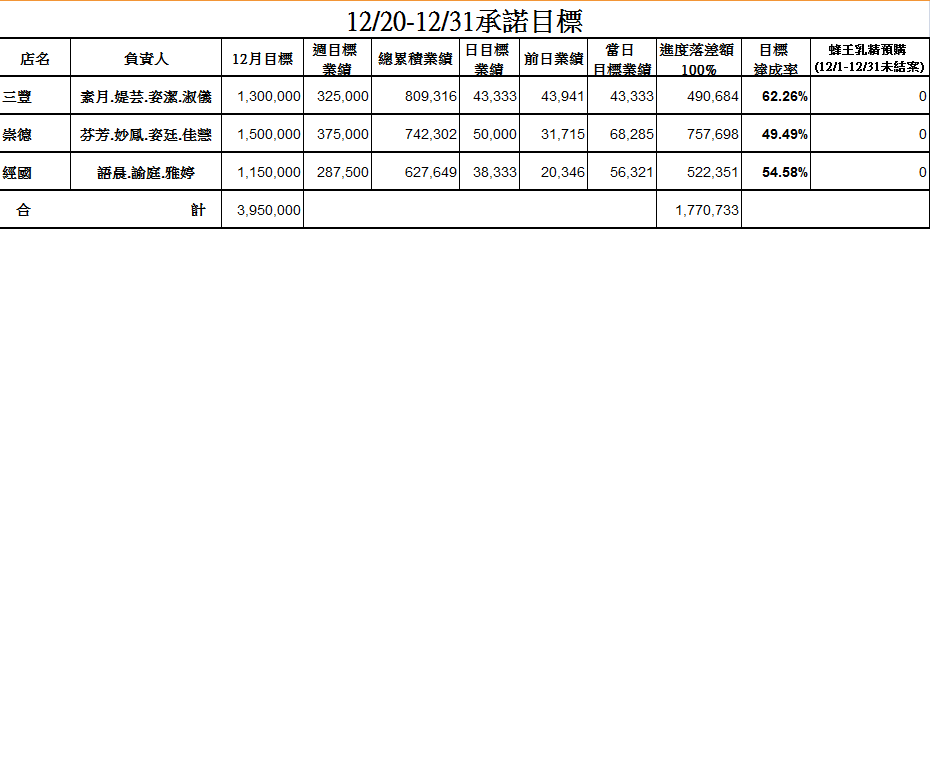 12/20-12/31承諾目標
店名 負責人 12月目標 週目標業績 總累積業績 日目標業績 前日業績 當日目標業績 進度落差額100% 目標達成率 蜂王乳精預購(12/1-12/31未結案)
三豐 素月.媞芸.姿潔.淑儀 1,300,000 325,000 809,316 43,333 43,941 43,333 490,684 62.26% 0
崇德 芬芳.妙鳳.姿廷.佳慧 1,500,000 375,000 742,302 50,000 31,715 68,285 757,698 49.49% 0
經國 語晨.諭庭.雅婷 1,150,000 287,500 627,649 38,333 20,346 56,321 522,351 54.58% 0
合計 3,950,000 1,770,733